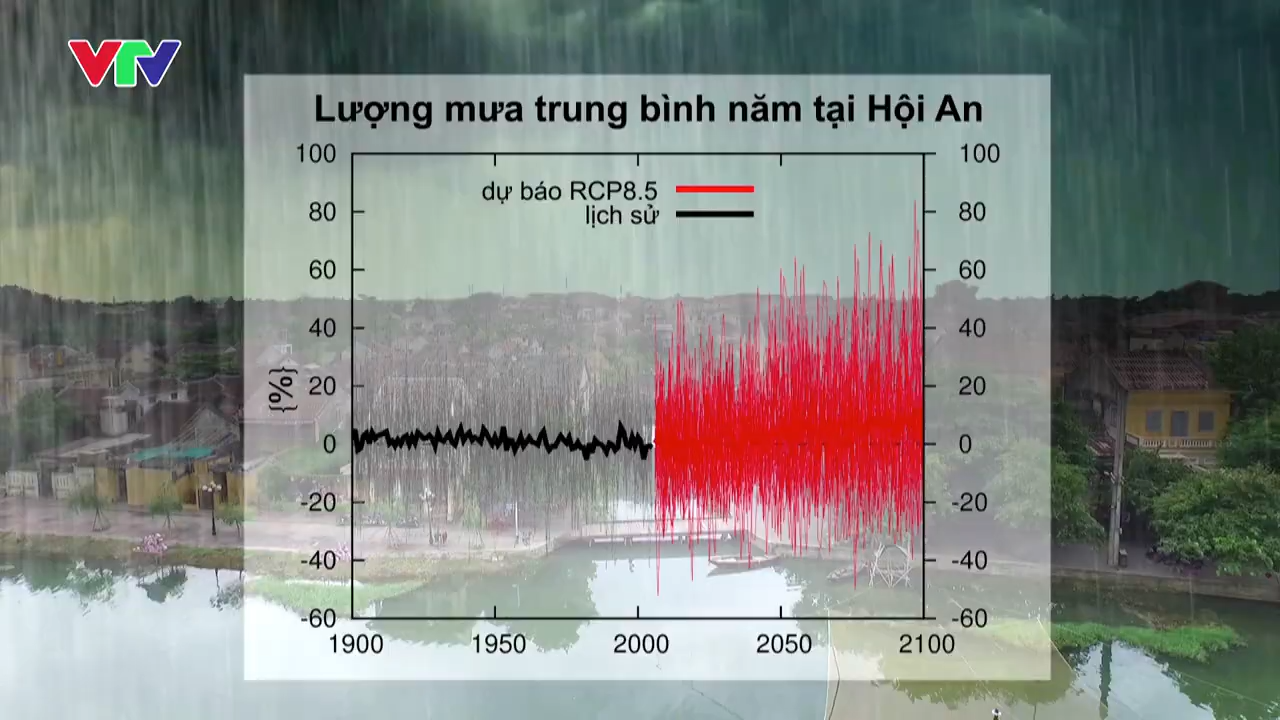 VTV
Lượng mưa trung bình năm tại Hội An
100 100
dự báo RCP8.5
lịch sử
80 80
60 60
40 40
{%}
20 20
0 0
-20 -20
-40 -40
-60 -60
1900 1950 2000 2050 2100